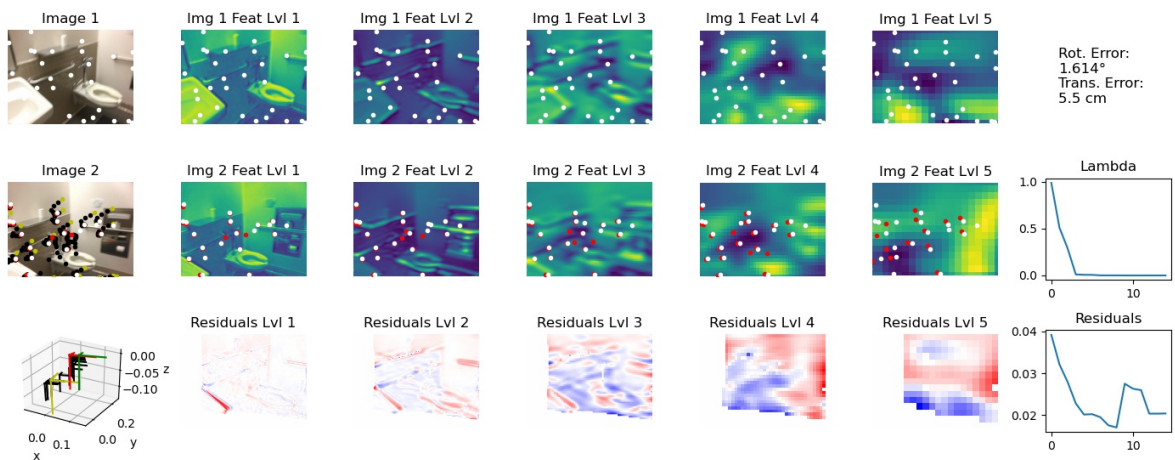 Image 1
Img 1 Feat Lvl 1
Img 1 Feat Lvl 2
Img 1 Feat Lvl 3
Img 1 Feat Lvl 4
Img 1 Feat Lvl 5
Rot. Error:
1.614°
Trans. Error:
5.5 cm
Image 2
Img 2 Feat Lvl 1
Img 2 Feat Lvl 2
Img 2 Feat Lvl 3
Img 2 Feat Lvl 4
Img 2 Feat Lvl 5
Lambda
1.0
0.5
0.0
0
10
Residuals Lvl 1
Residuals Lvl 2
Residuals Lvl 3
Residuals Lvl 4
Residuals Lvl 5
Residuals
0.04
0.03
0.02
0
10
0.00
−0.05
−0.10
z
0.2
0.0
y
0.0
0.1
x